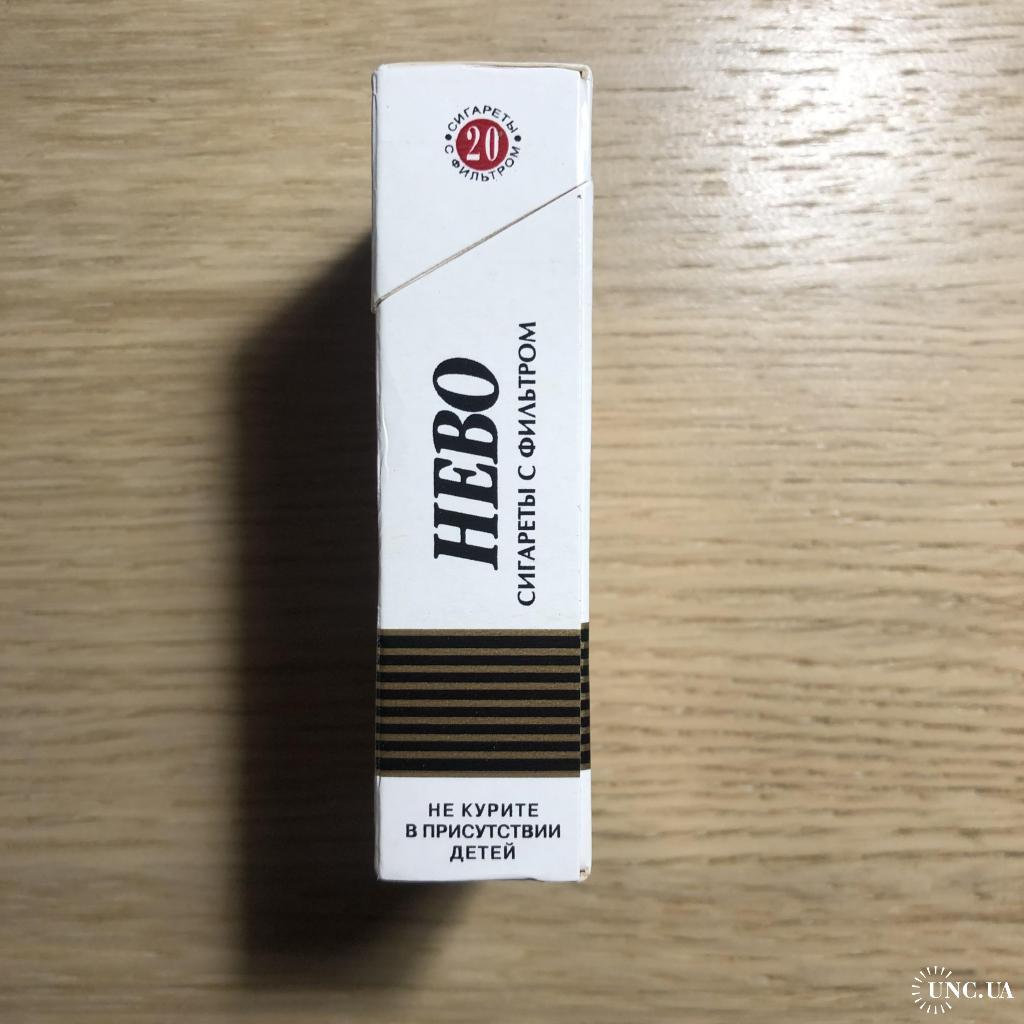 СИГАРЕТЫ
20
С ФИЛЬТРОМ
НЕВО
СИГАРЕТЫ С ФИЛЬТРОМ
НЕ КУРИТЕ
В ПРИСУТСТВИИ
ДЕТЕЙ
UNC.UA